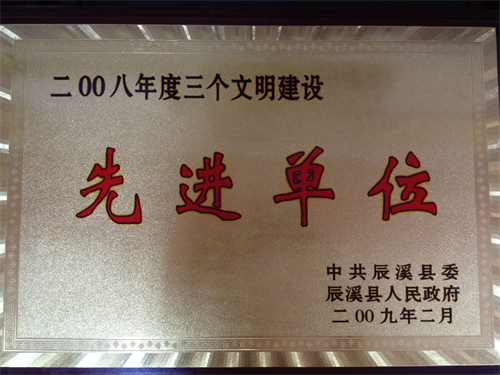 二00八年度三个文明建设
先进单位
中共辰溪县委
辰溪县人民政府
二00九年二月